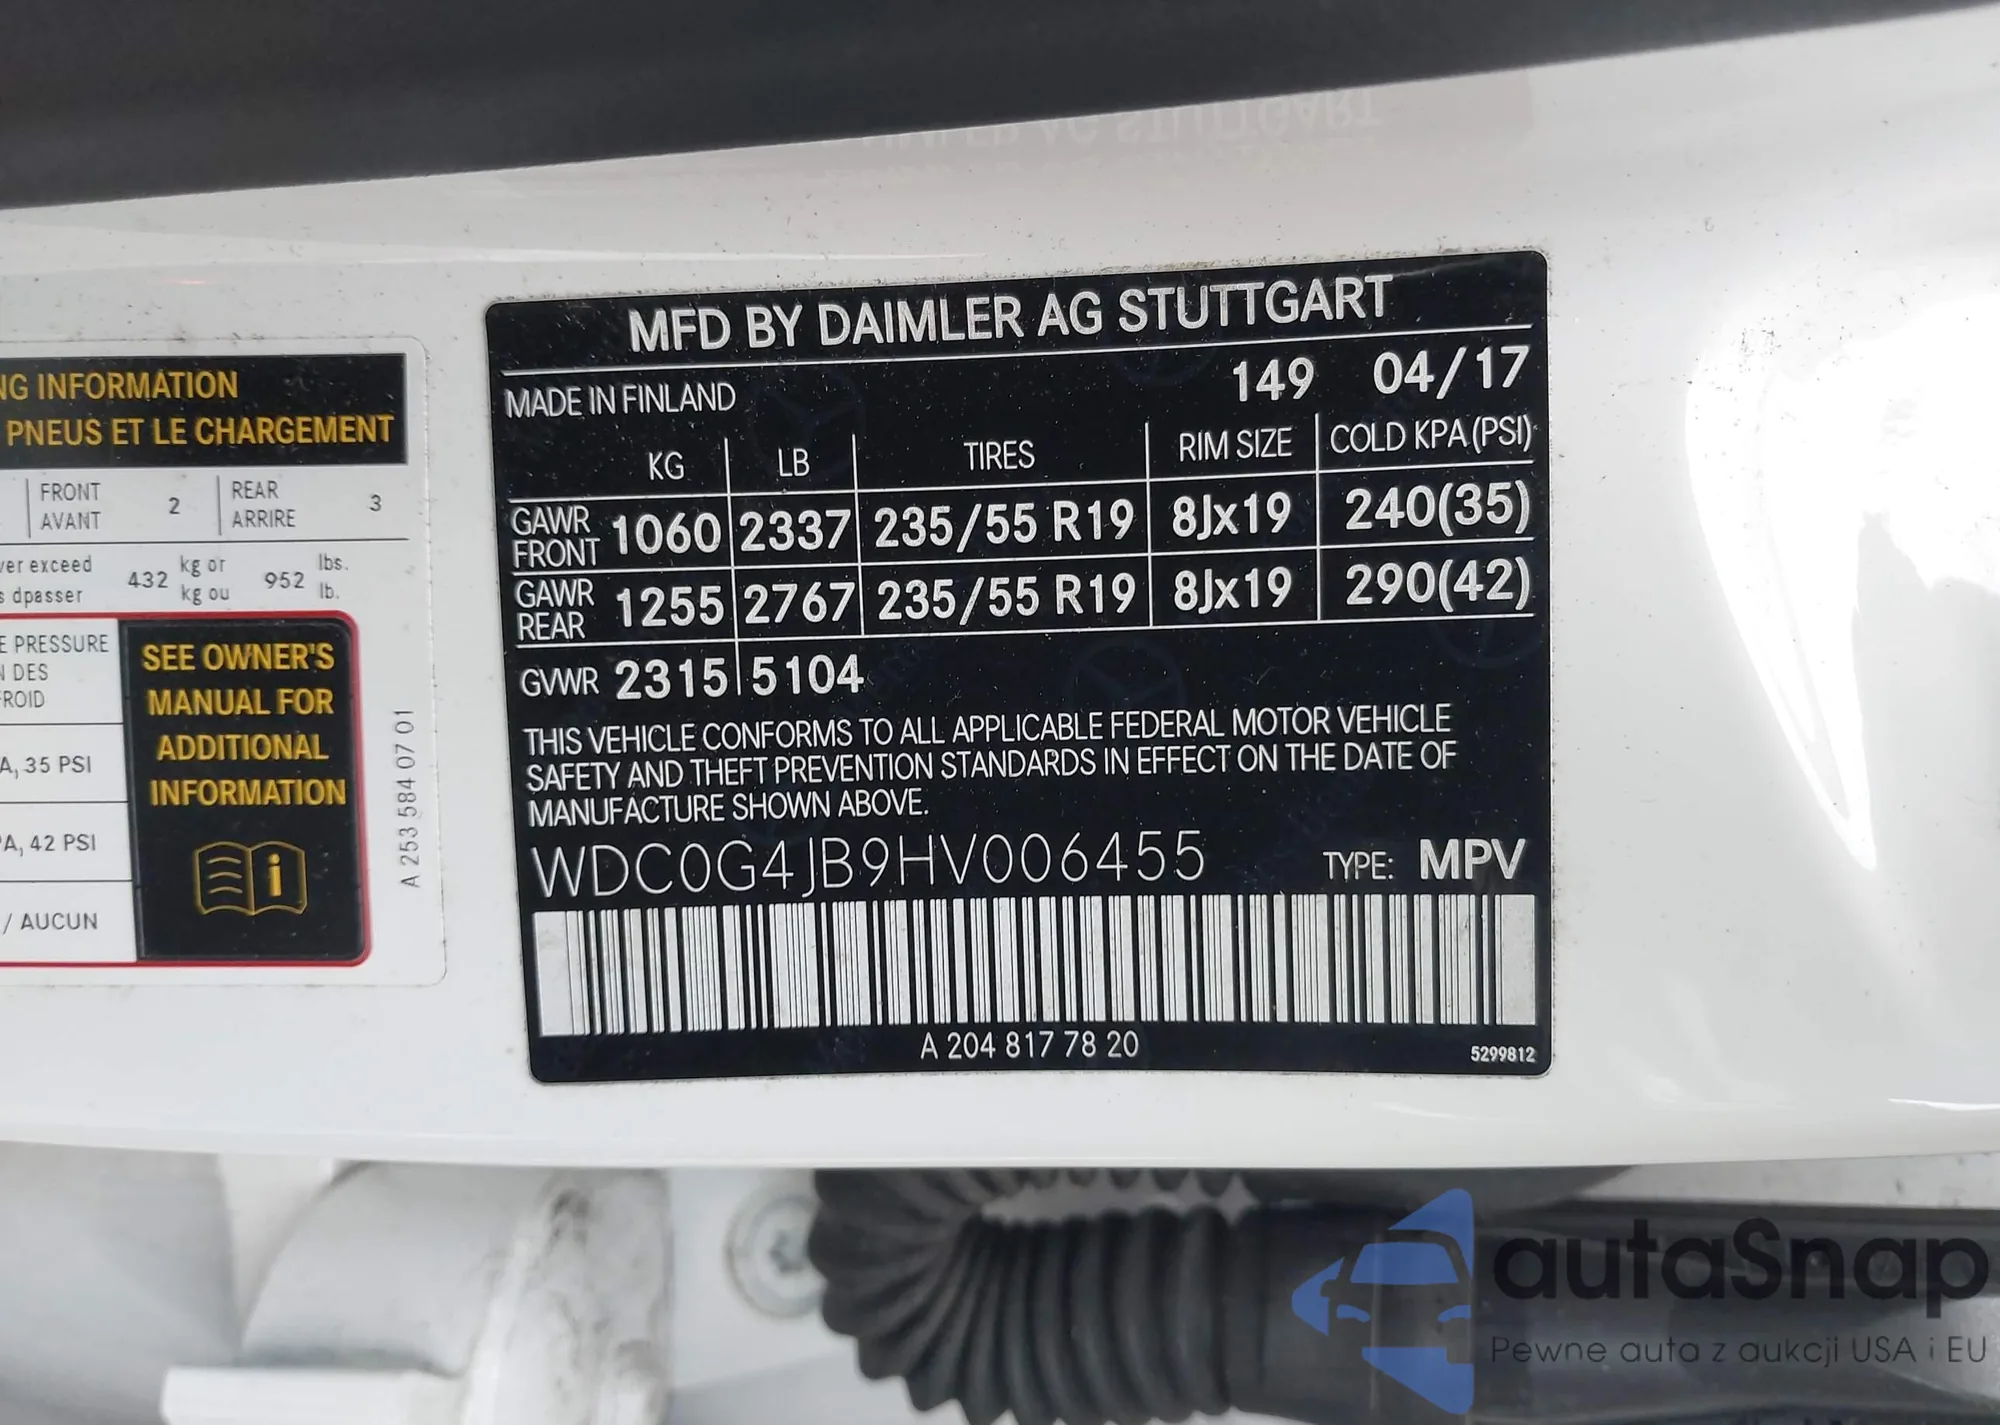 NG INFORMATION
PNEUS ET LE CHARGEMENT
FRONT
AVANT
2
REAR
ARRIRE
3
ver exceed
s dpasser
432
kg or
kg ou
952
lbs.
lb.
E PRESSURE
N DES
FROID
A, 35 PSI
PA, 42 PSI
/ AUCUN
SEE OWNER'S
MANUAL FOR
ADDITIONAL
INFORMATION
i
A 253 584 07 01
MFD BY DAIMLER AG STUTTGART
MADE IN FINLAND 149 04/17
KG LB TIRES RIM SIZE COLD KPA(PSI)
GAWR FRONT 1060 2337 235/55 R19 8Jx19 240(35)
GAWR REAR 1255 2767 235/55 R19 8Jx19 290(42)
GVWR 2315 5104
THIS VEHICLE CONFORMS TO ALL APPLICABLE FEDERAL MOTOR VEHICLE
SAFETY AND THEFT PREVENTION STANDARDS IN EFFECT ON THE DATE OF
MANUFACTURE SHOWN ABOVE.
WDC0G4JB9HV006455 TYPE: MPV
A 204 817 78 20
5299812
autaSnap
Pewne auta z aukcji USA i EU